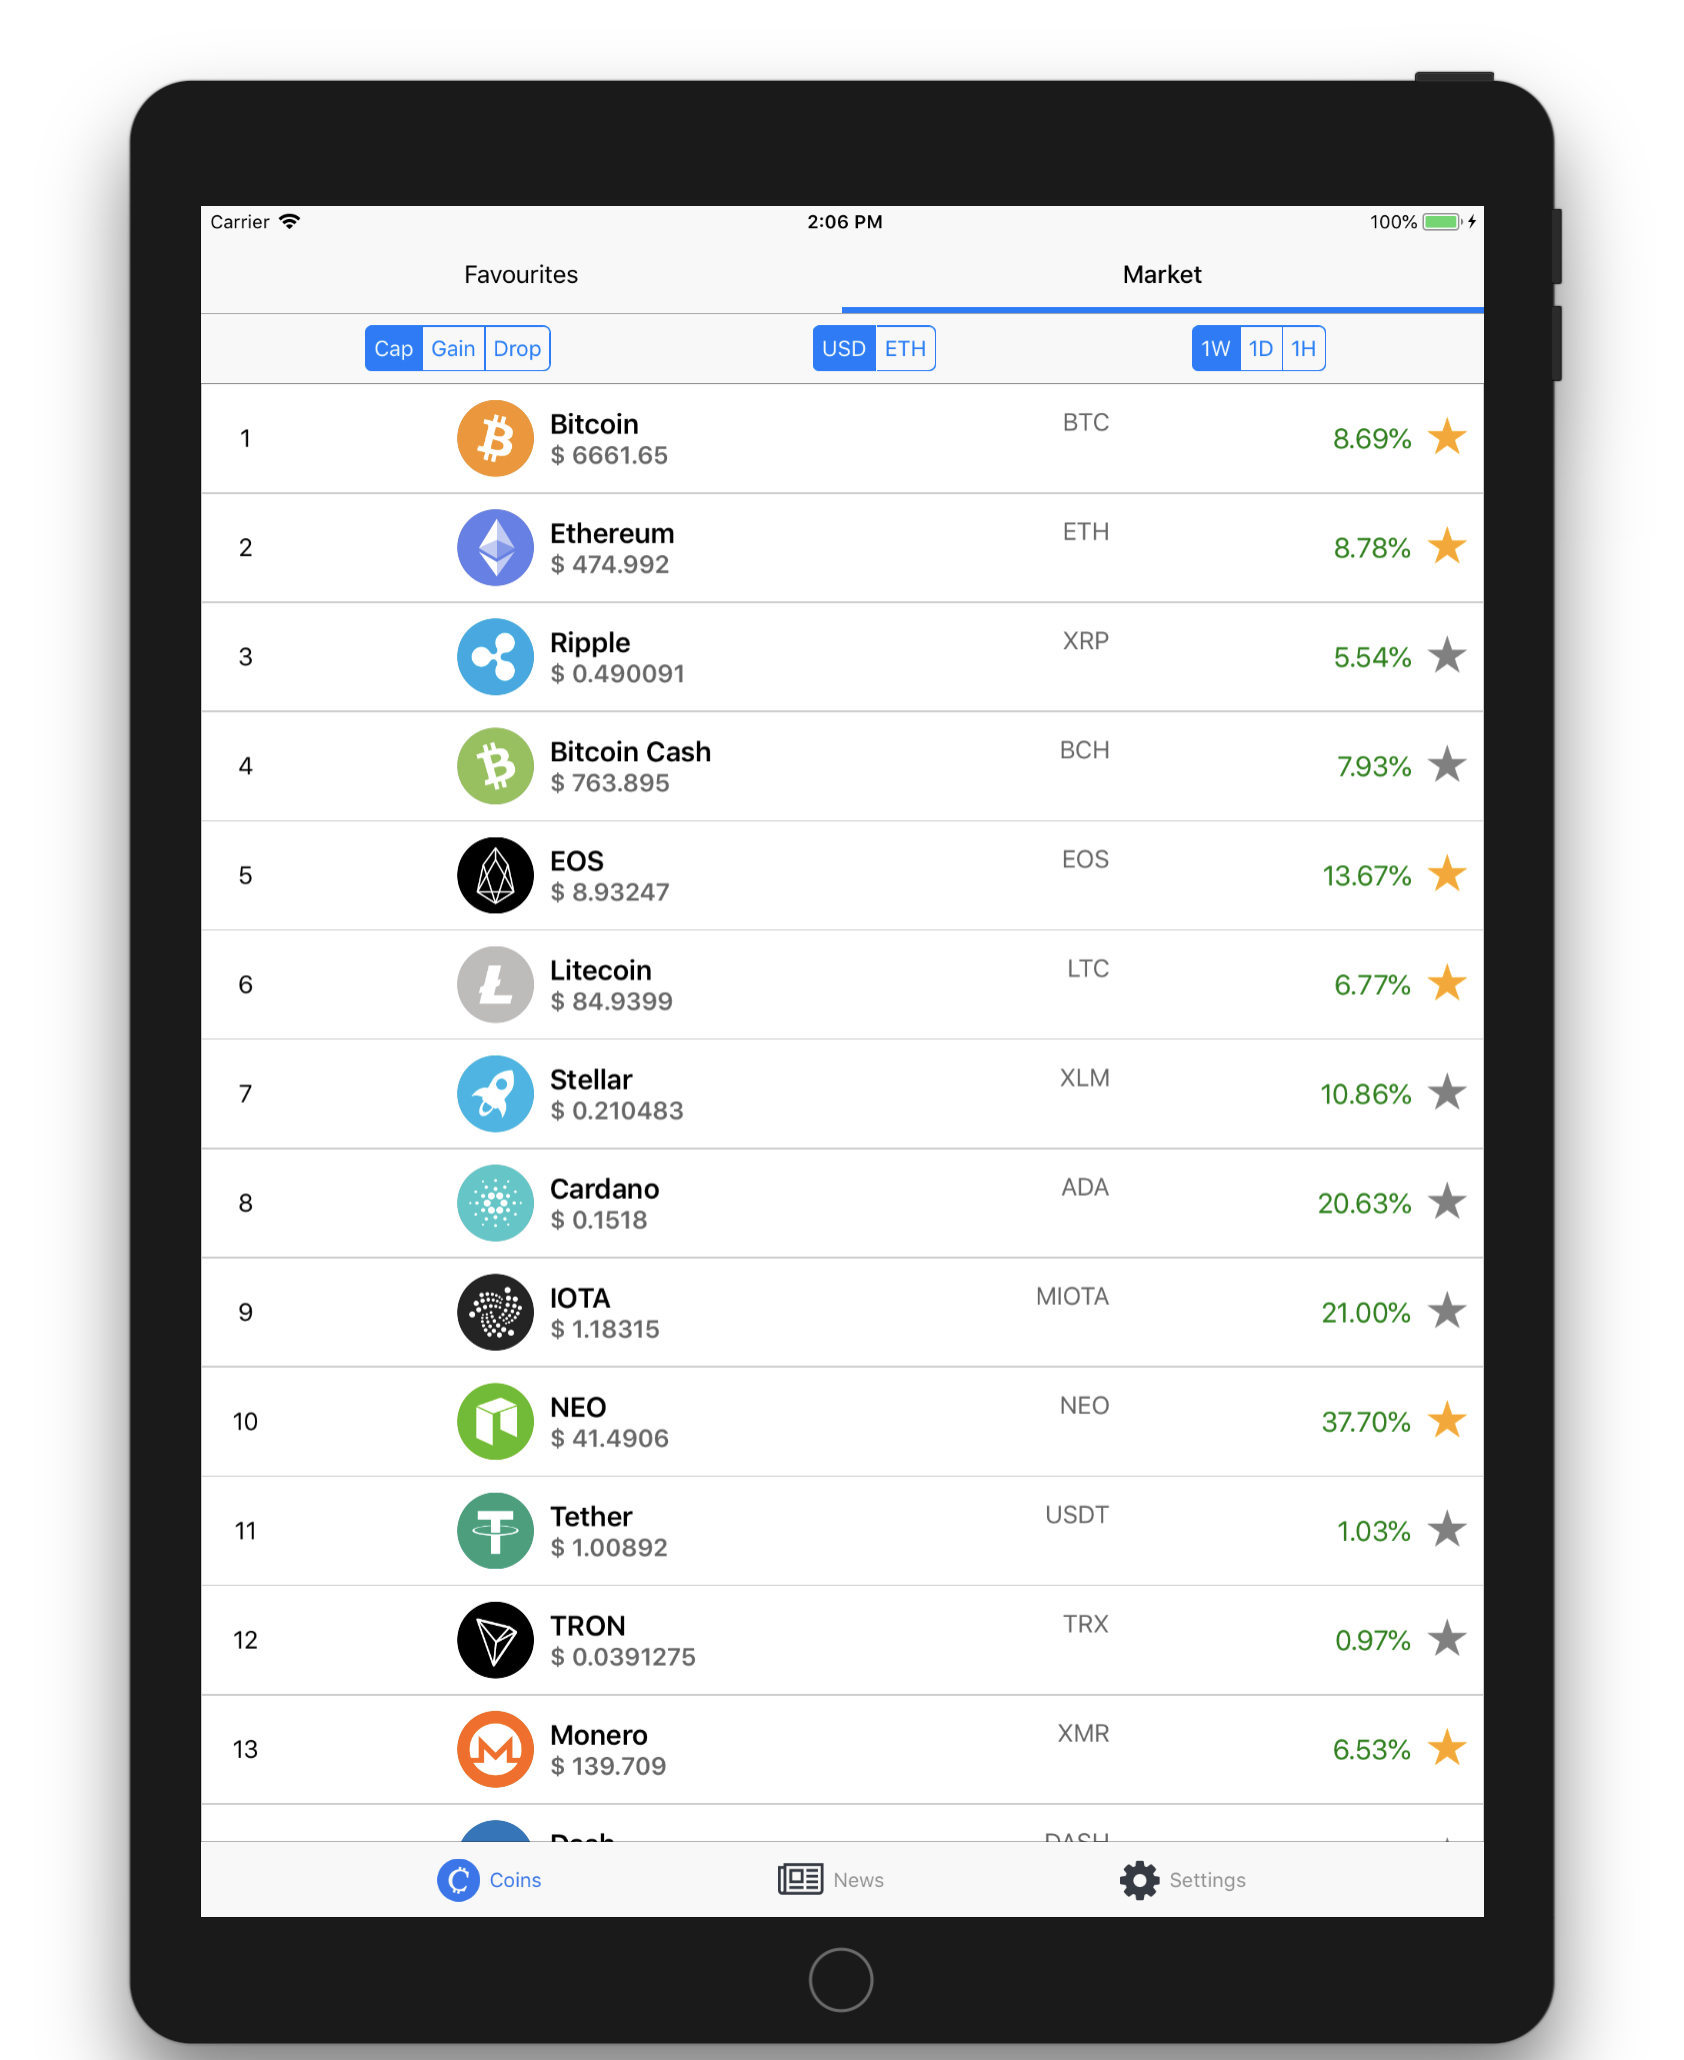 Carrier 2:06 PM 100%
Favourites Market
Cap Gain Drop USD ETH 1W 1D 1H
1 Bitcoin BTC 8.69%
$ 6661.65
2 Ethereum ETH 8.78%
$ 474.992
3 Ripple XRP 5.54%
$ 0.490091
4 Bitcoin Cash BCH 7.93%
$ 763.895
5 EOS EOS 13.67%
$ 8.93247
6 Litecoin LTC 6.77%
$ 84.9399
7 Stellar XLM 10.86%
$ 0.210483
8 Cardano ADA 20.63%
$ 0.1518
9 IOTA MIOTA 21.00%
$ 1.18315
10 NEO NEO 37.70%
$ 41.4906
11 Tether USDT 1.03%
$ 1.00892
12 TRON TRX 0.97%
$ 0.0391275
13 Monero XMR 6.53%
$ 139.709
Dash DASH
Coins News Settings